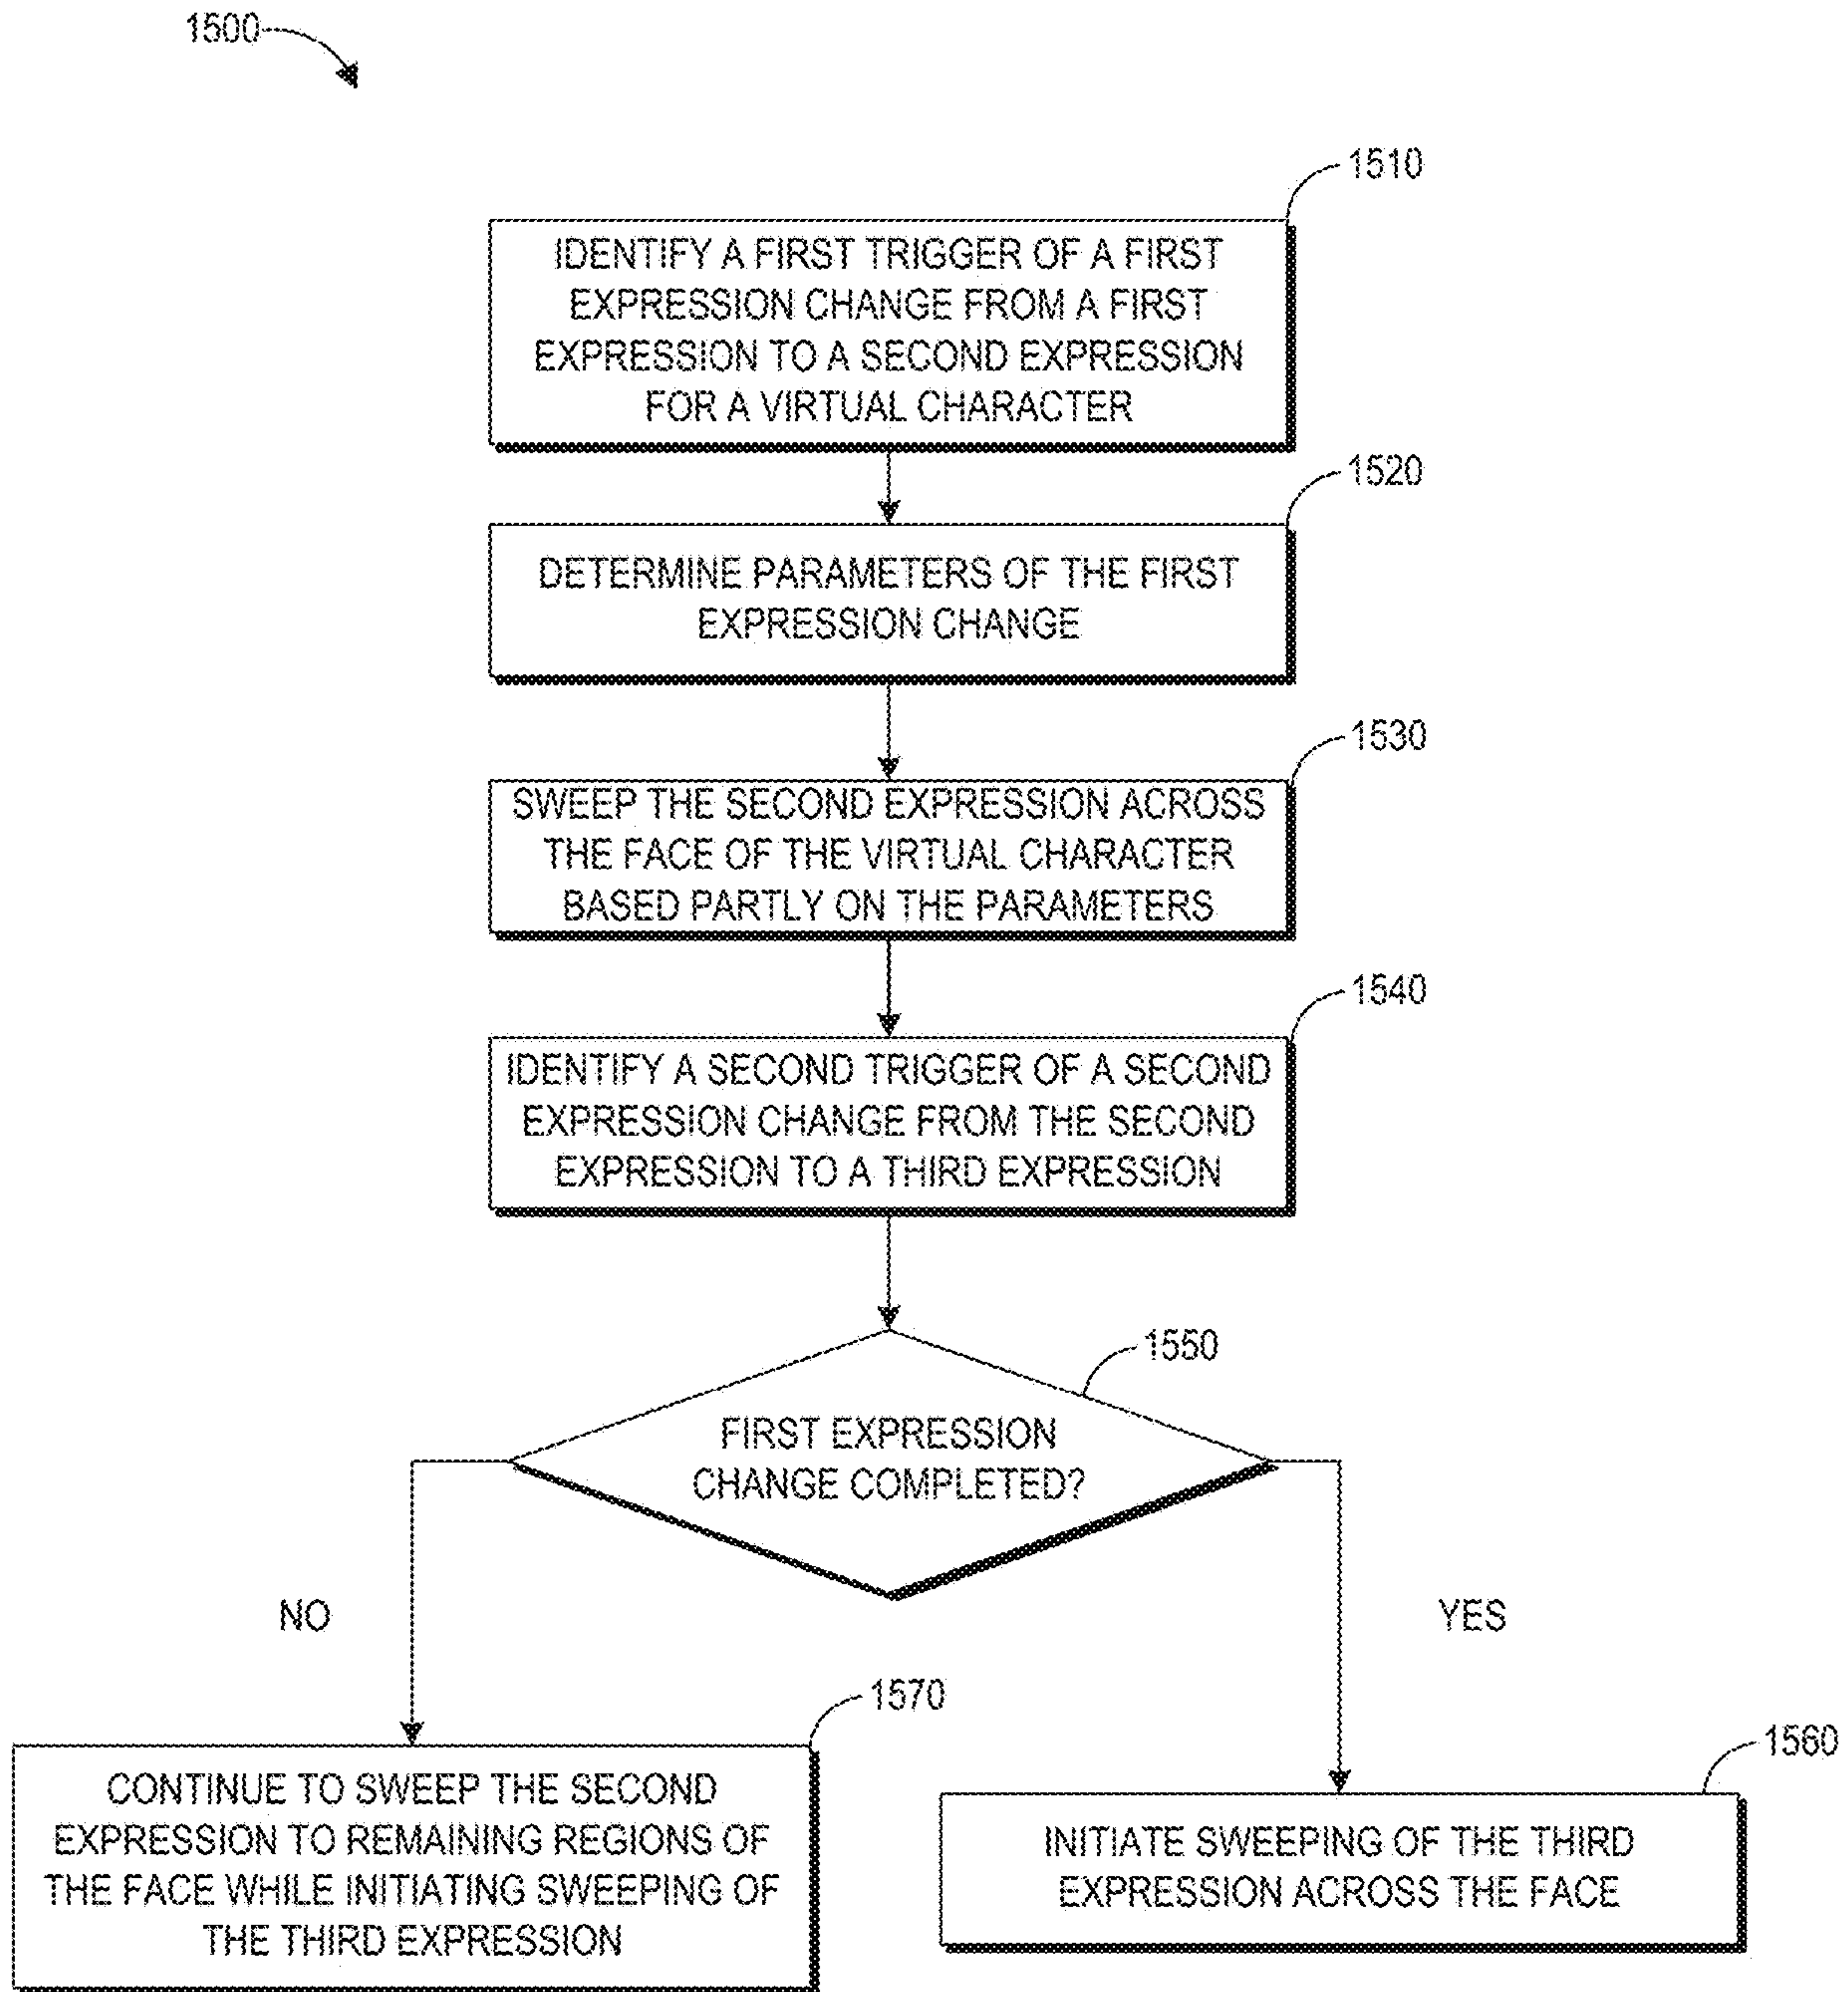 1500
1510
IDENTIFY A FIRST TRIGGER OF A FIRST
EXPRESSION CHANGE FROM A FIRST
EXPRESSION TO A SECOND EXPRESSION
FOR A VIRTUAL CHARACTER
1520
DETERMINE PARAMETERS OF THE FIRST
EXPRESSION CHANGE
1530
SWEEP THE SECOND EXPRESSION ACROSS
THE FACE OF THE VIRTUAL CHARACTER
BASED PARTLY ON THE PARAMETERS
1540
IDENTIFY A SECOND TRIGGER OF A SECOND
EXPRESSION CHANGE FROM THE SECOND
EXPRESSION TO A THIRD EXPRESSION
1550
FIRST EXPRESSION
CHANGE COMPLETED?
NO
YES
1570
CONTINUE TO SWEEP THE SECOND
EXPRESSION TO REMAINING REGIONS OF
THE FACE WHILE INITIATING SWEEPING OF
THE THIRD EXPRESSION
1560
INITIATE SWEEPING OF THE THIRD
EXPRESSION ACROSS THE FACE